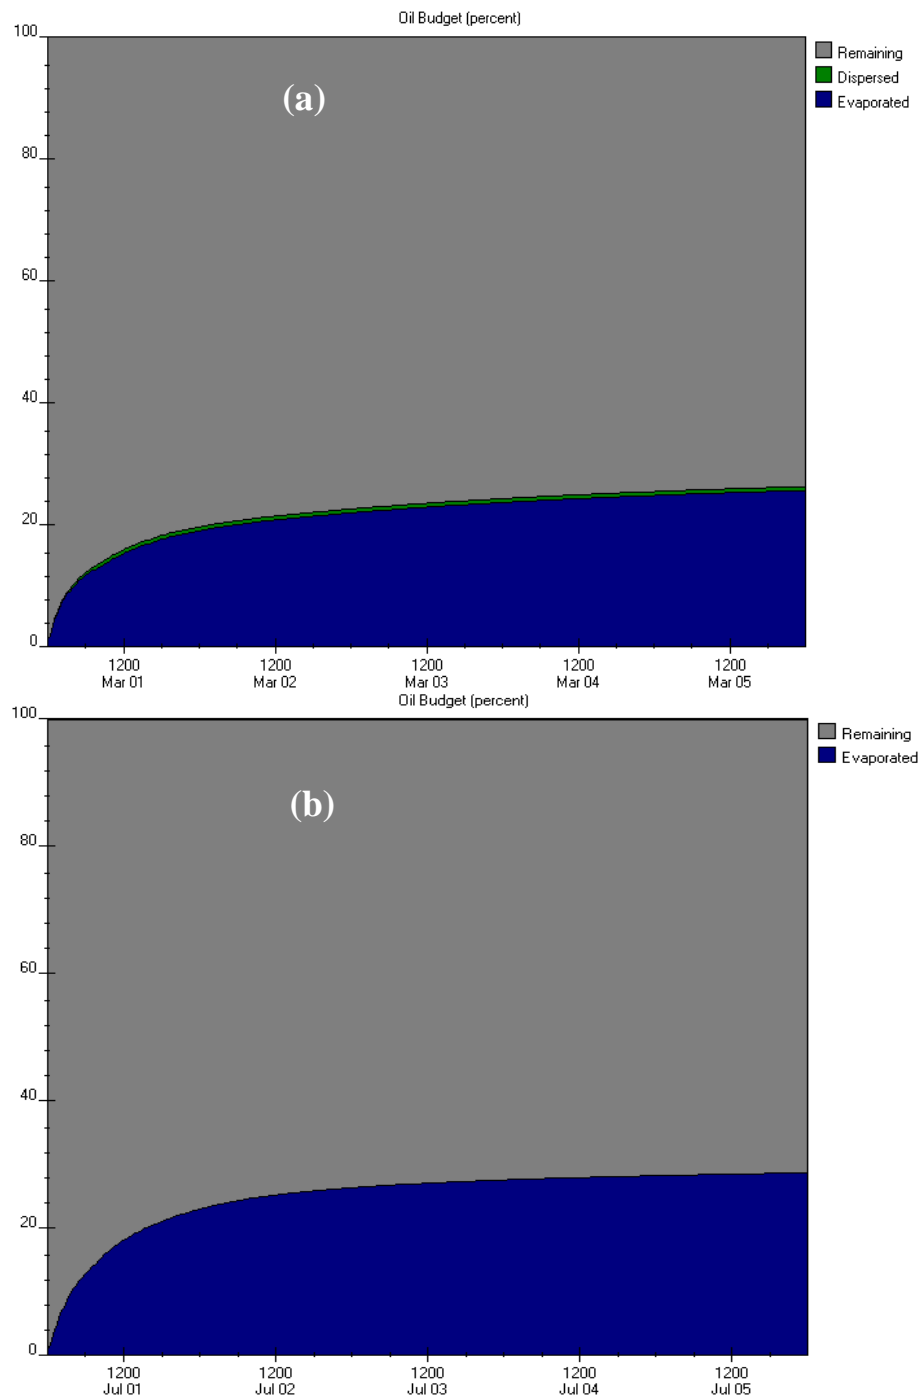 Oil Budget (percent)
100
80
60
40
20
0
(a)
Remaining
Dispersed
Evaporated
1200 1200 1200 1200 1200
Mar 01 Mar 02 Mar 03 Mar 04 Mar 05
Oil Budget (percent)
100
80
60
40
20
0
(b)
Remaining
Evaporated
1200 1200 1200 1200 1200
Jul 01 Jul 02 Jul 03 Jul 04 Jul 05